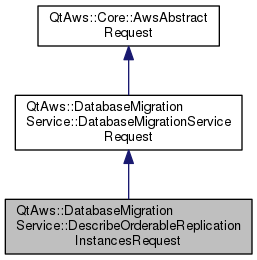 QtAws::Core::AwsAbstract
Request
QtAws::DatabaseMigration
Service::DatabaseMigrationService
Request
QtAws::DatabaseMigration
Service::DescribeOrderableReplication
InstancesRequest